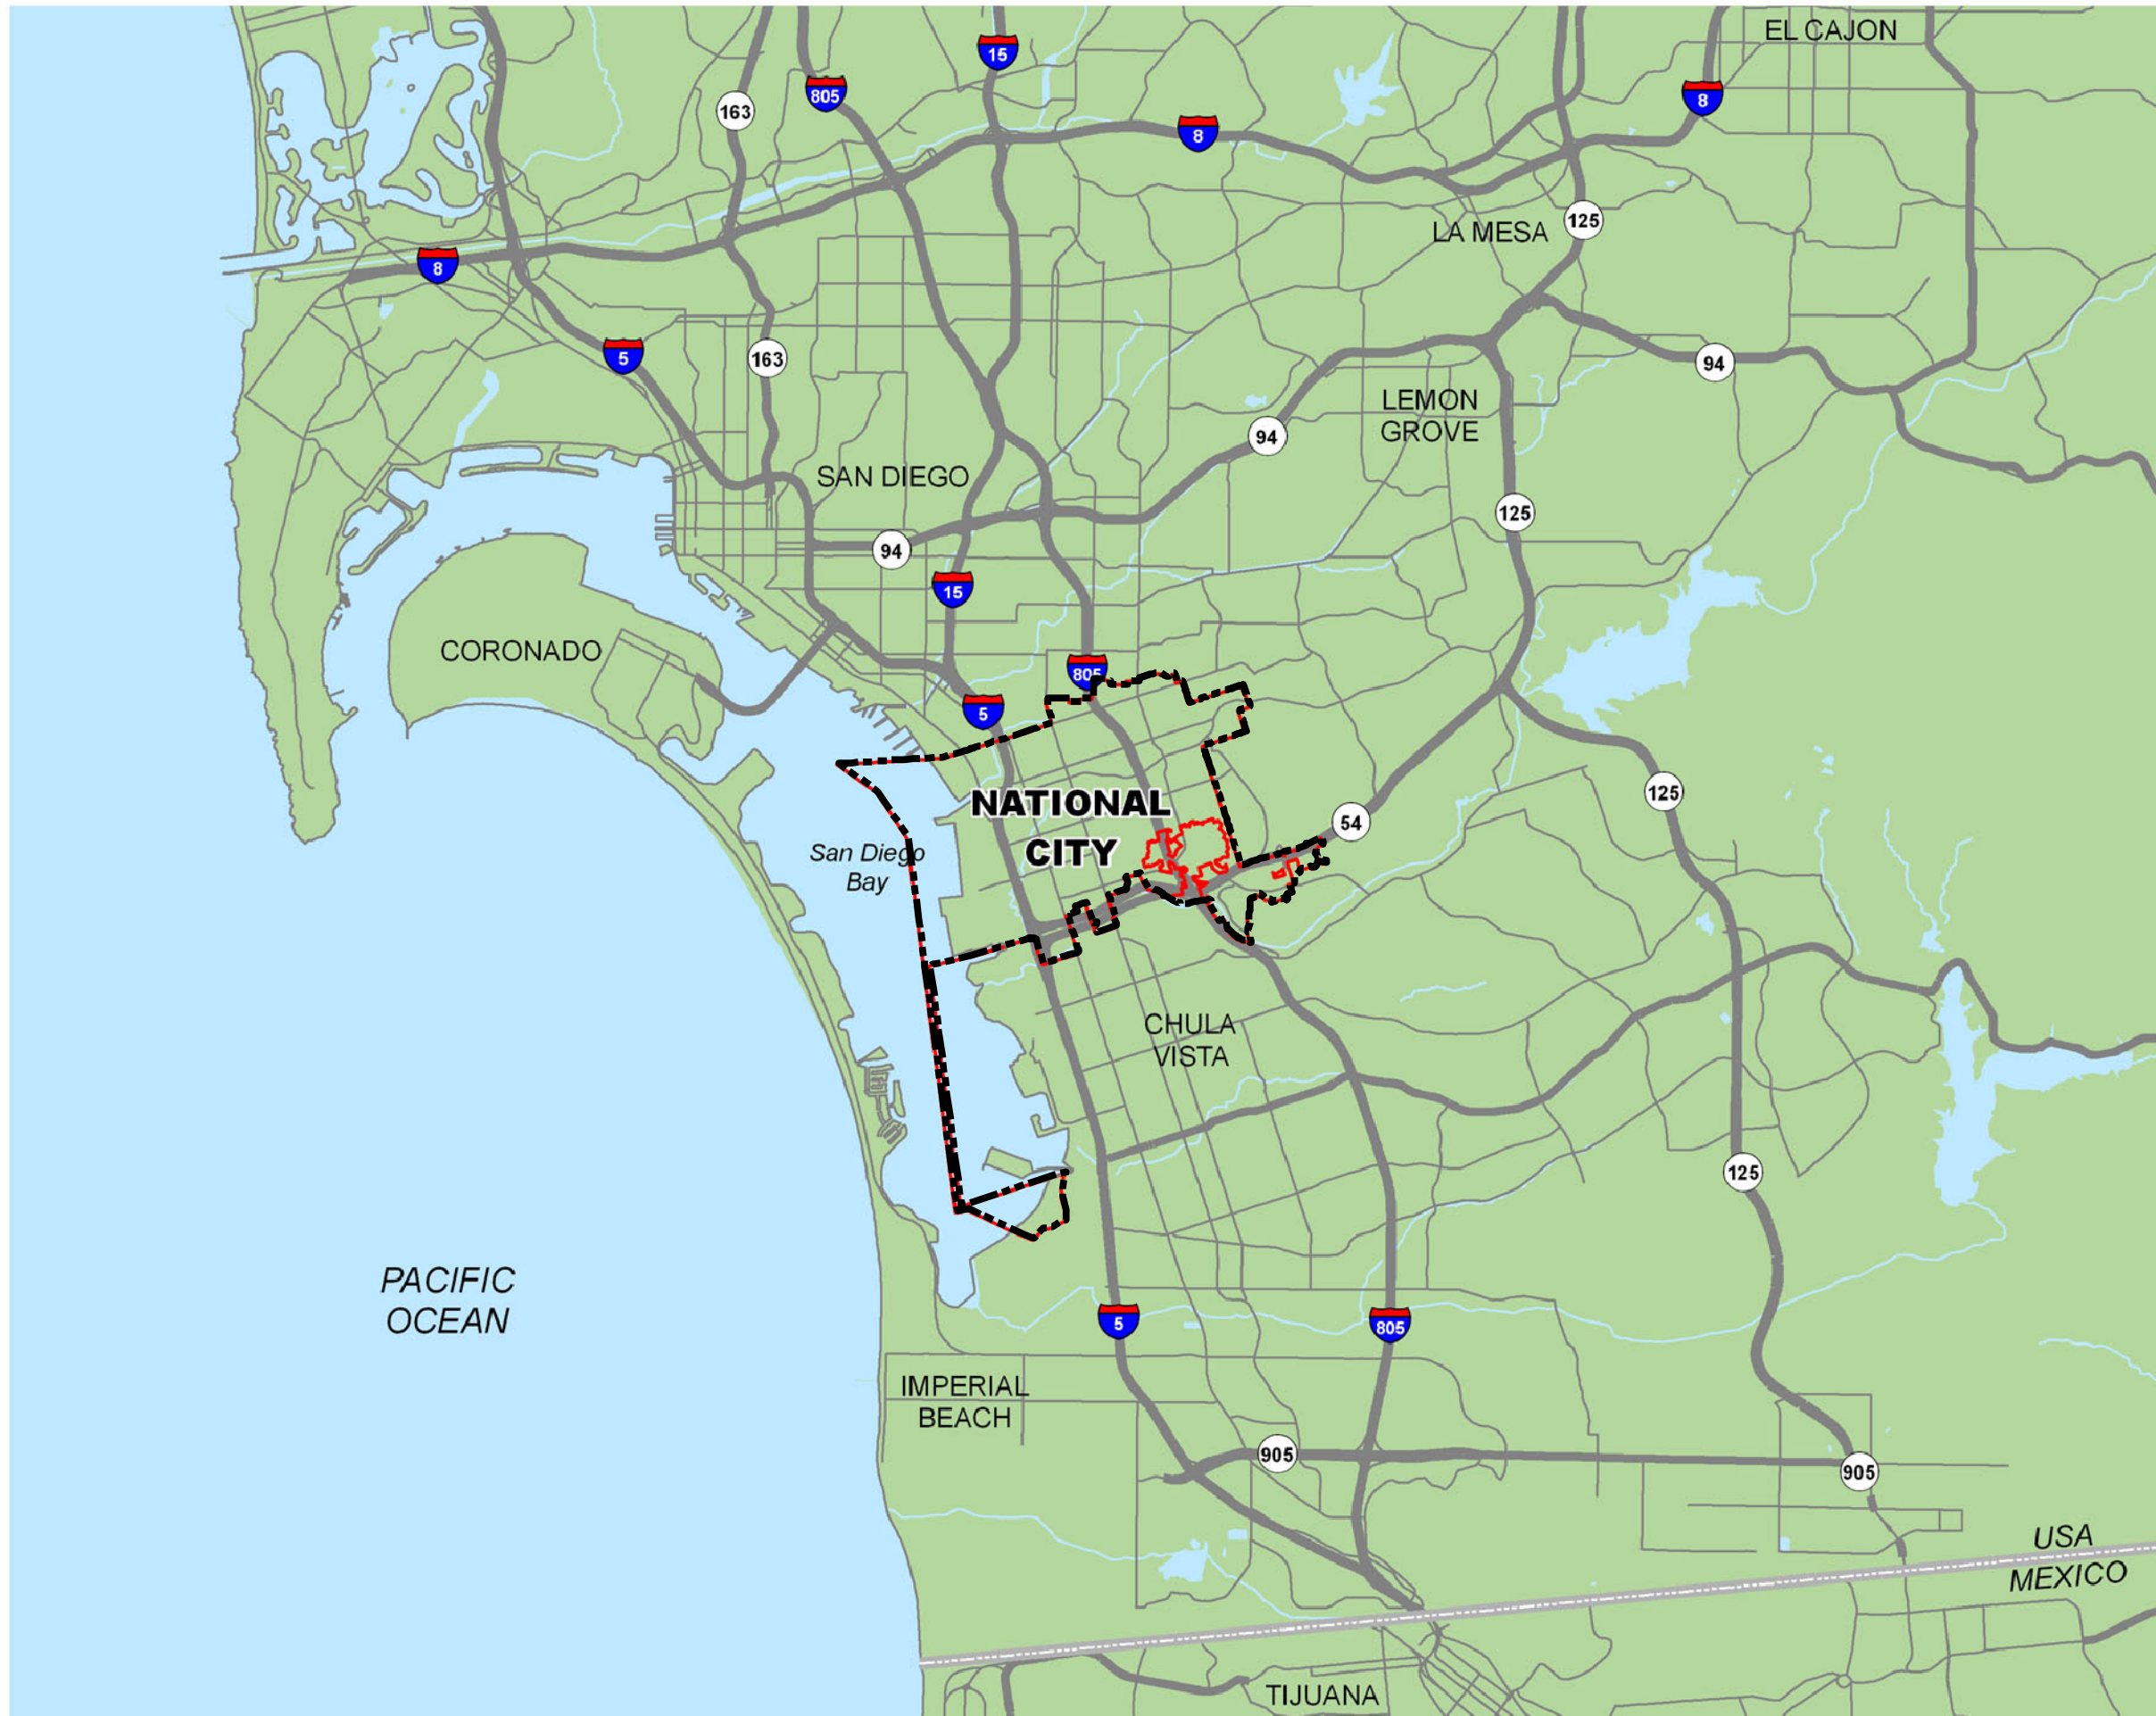 EL CAJON
15
805
8
163
8
LA MESA
125
8
5
163
94
LEMON
GROVE
94
SAN DIEGO
125
94
15
CORONADO
805
5
NATIONAL
CITY
125
54
San Diego
Bay
CHULA
VISTA
125
PACIFIC
OCEAN
5
805
IMPERIAL
BEACH
905
905
USA
MEXICO
TIJUANA